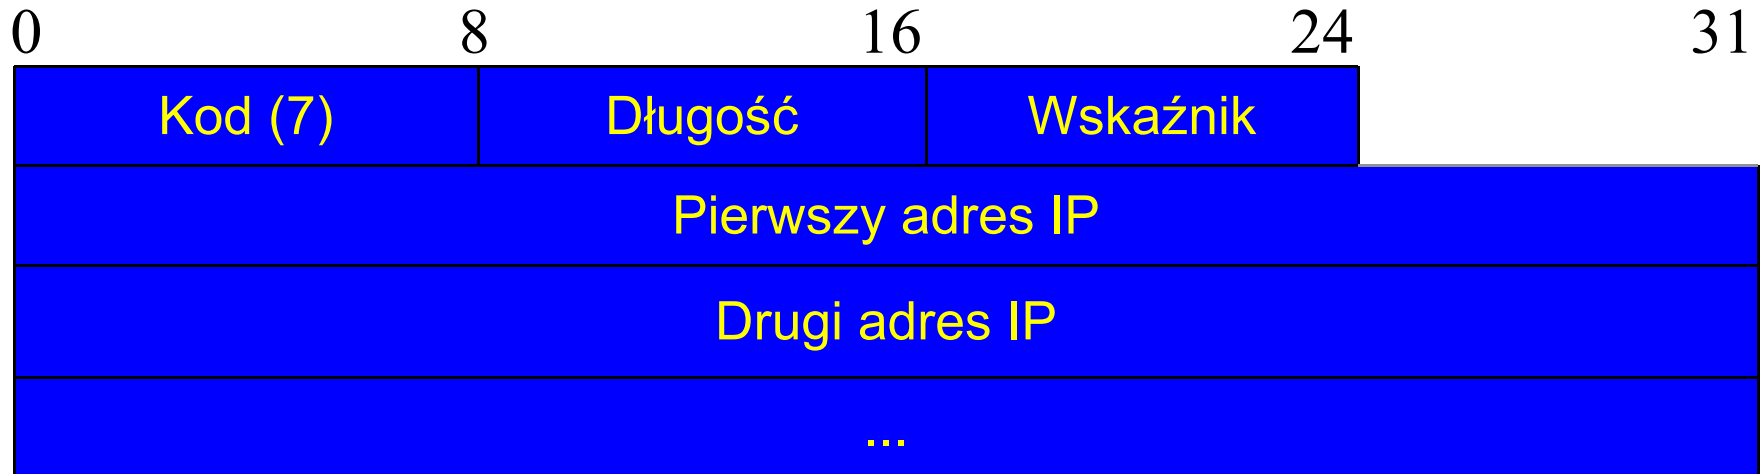 0 8 16 24 31
Kod (7) Długość Wskaźnik
Pierwszy adres IP
Drugi adres IP
...